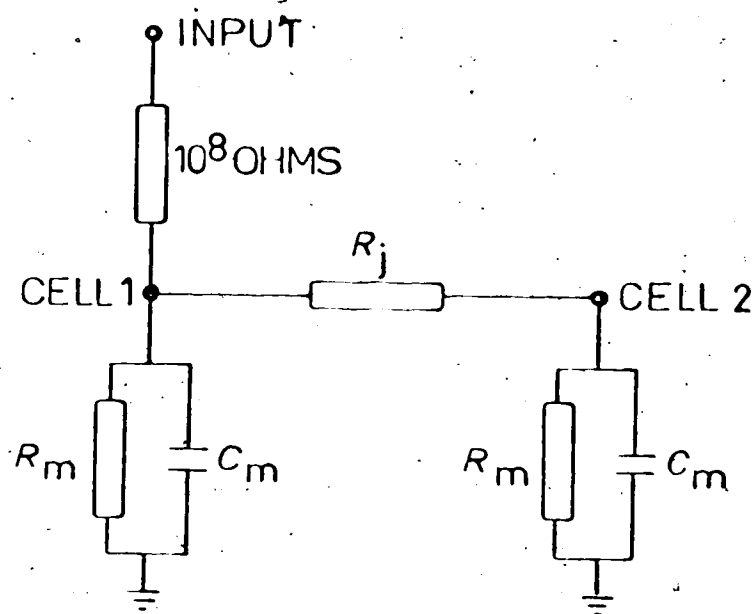 INPUT
10⁸ OHMS
Rj
CELL 1
CELL 2
Rm
Cm
Rm
Cm